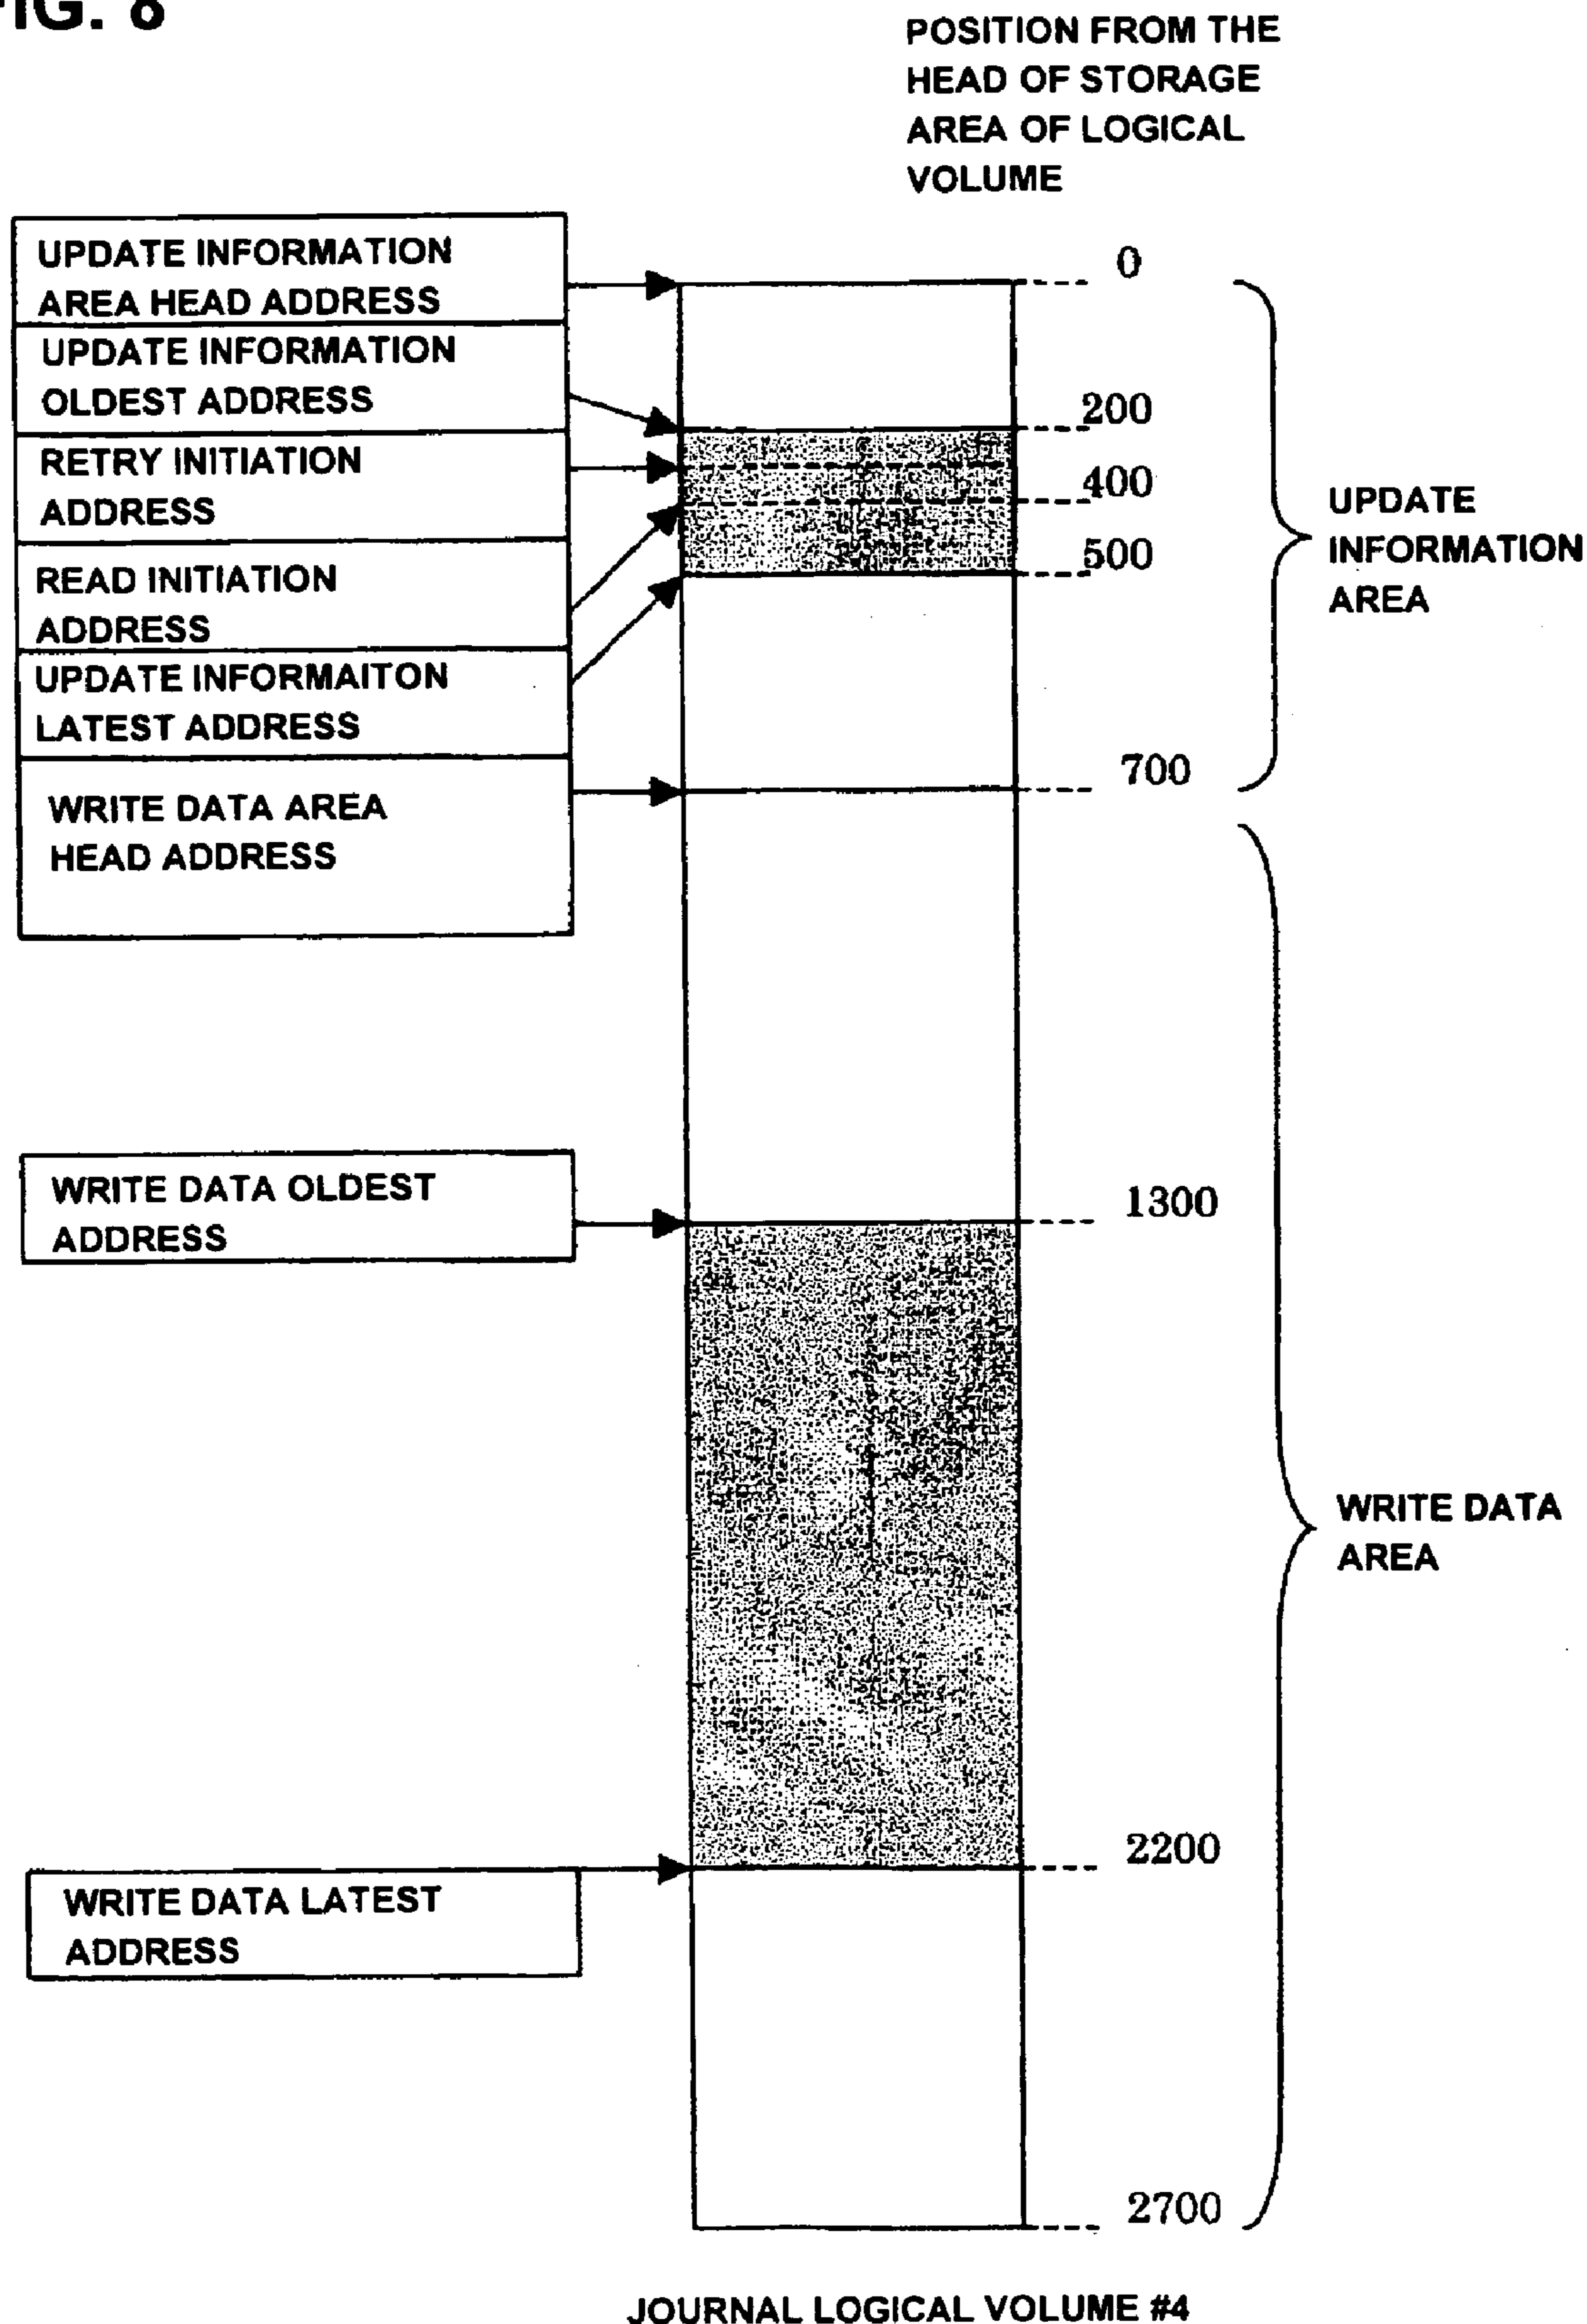 FIG. 8
POSITION FROM THE
HEAD OF STORAGE
AREA OF LOGICAL
VOLUME
UPDATE INFORMATION
AREA HEAD ADDRESS
UPDATE INFORMATION
OLDEST ADDRESS
RETRY INITIATION
ADDRESS
READ INITIATION
ADDRESS
UPDATE INFORMAITON
LATEST ADDRESS
WRITE DATA AREA
HEAD ADDRESS
0
200
400
500
700
UPDATE
INFORMATION
AREA
WRITE DATA OLDEST
ADDRESS
1300
WRITE DATA
AREA
2200
WRITE DATA LATEST
ADDRESS
2700
JOURNAL LOGICAL VOLUME #4